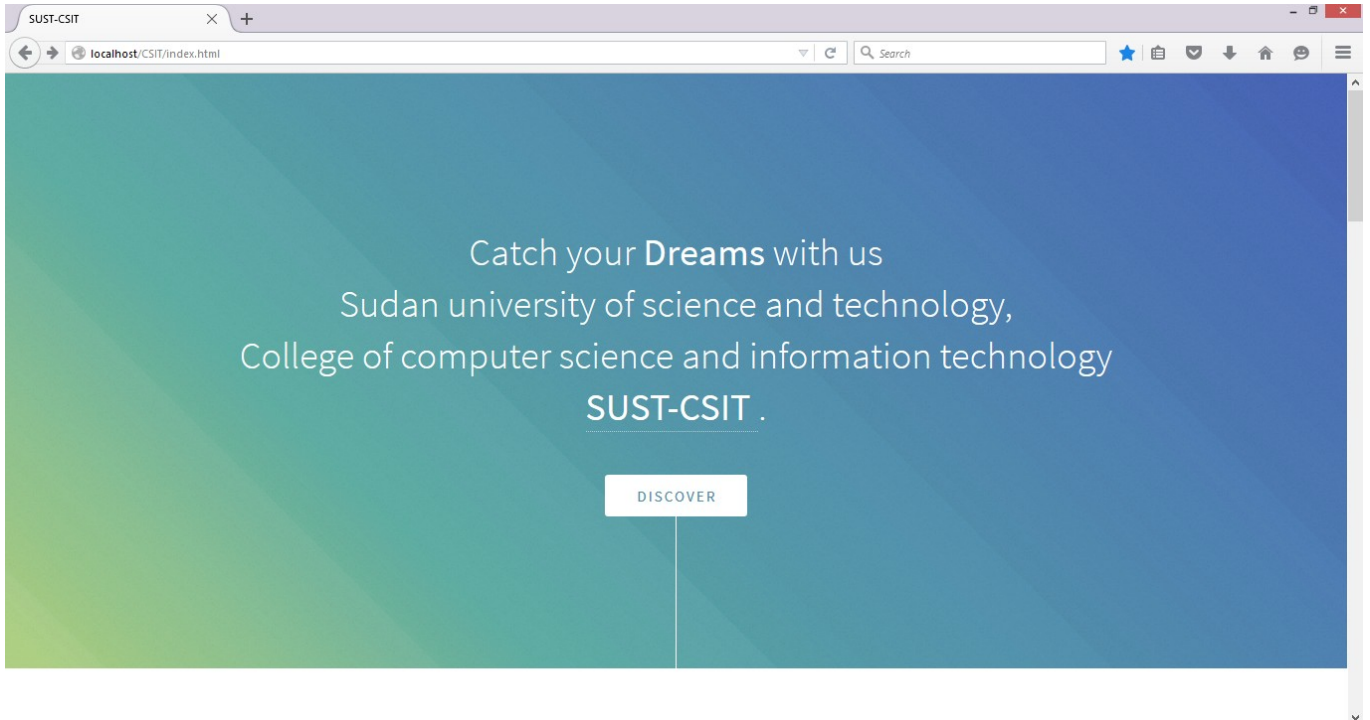 SUST-CSIT
localhost/CSIT/index.html
Search
Catch your Dreams with us
Sudan university of science and technology,
College of computer science and information technology
SUST-CSIT .
DISCOVER